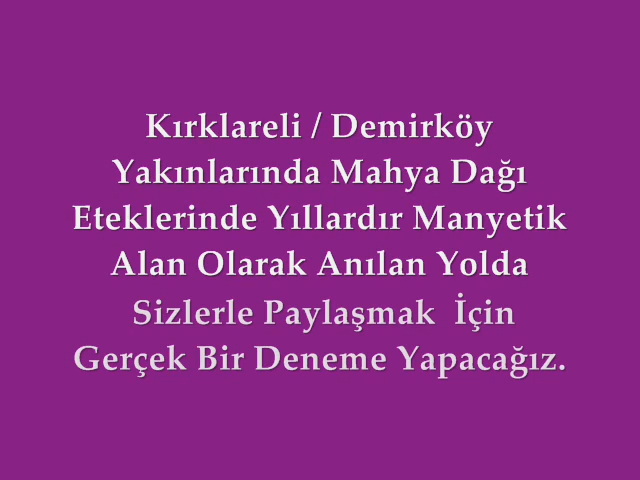 Kırklareli / Demirköy
Yakınlarında Mahya Dağı
Eteklerinde Yıllardır Manyetik
Alan Olarak Anılan Yolda
Sizlerle Paylaşmak İçin
Gerçek Bir Deneme Yapacağız.